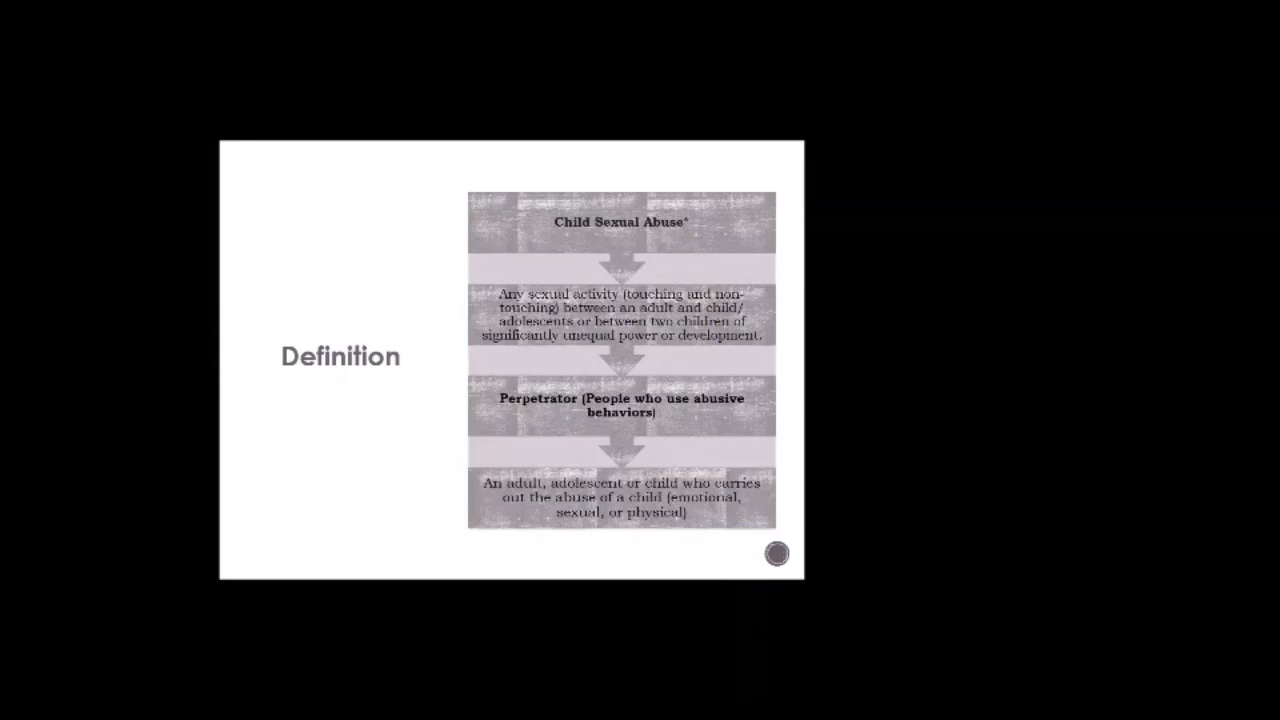 Definition
Child Sexual Abuse*
Any sexual activity (touching and non-
touching) between an adult and child/
adolescents or between two children of
significantly unequal power or development.
Perpetrator (People who use abusive
behaviors)
An adult, adolescent or child who carries
out the abuse of a child (emotional,
sexual, or physical)